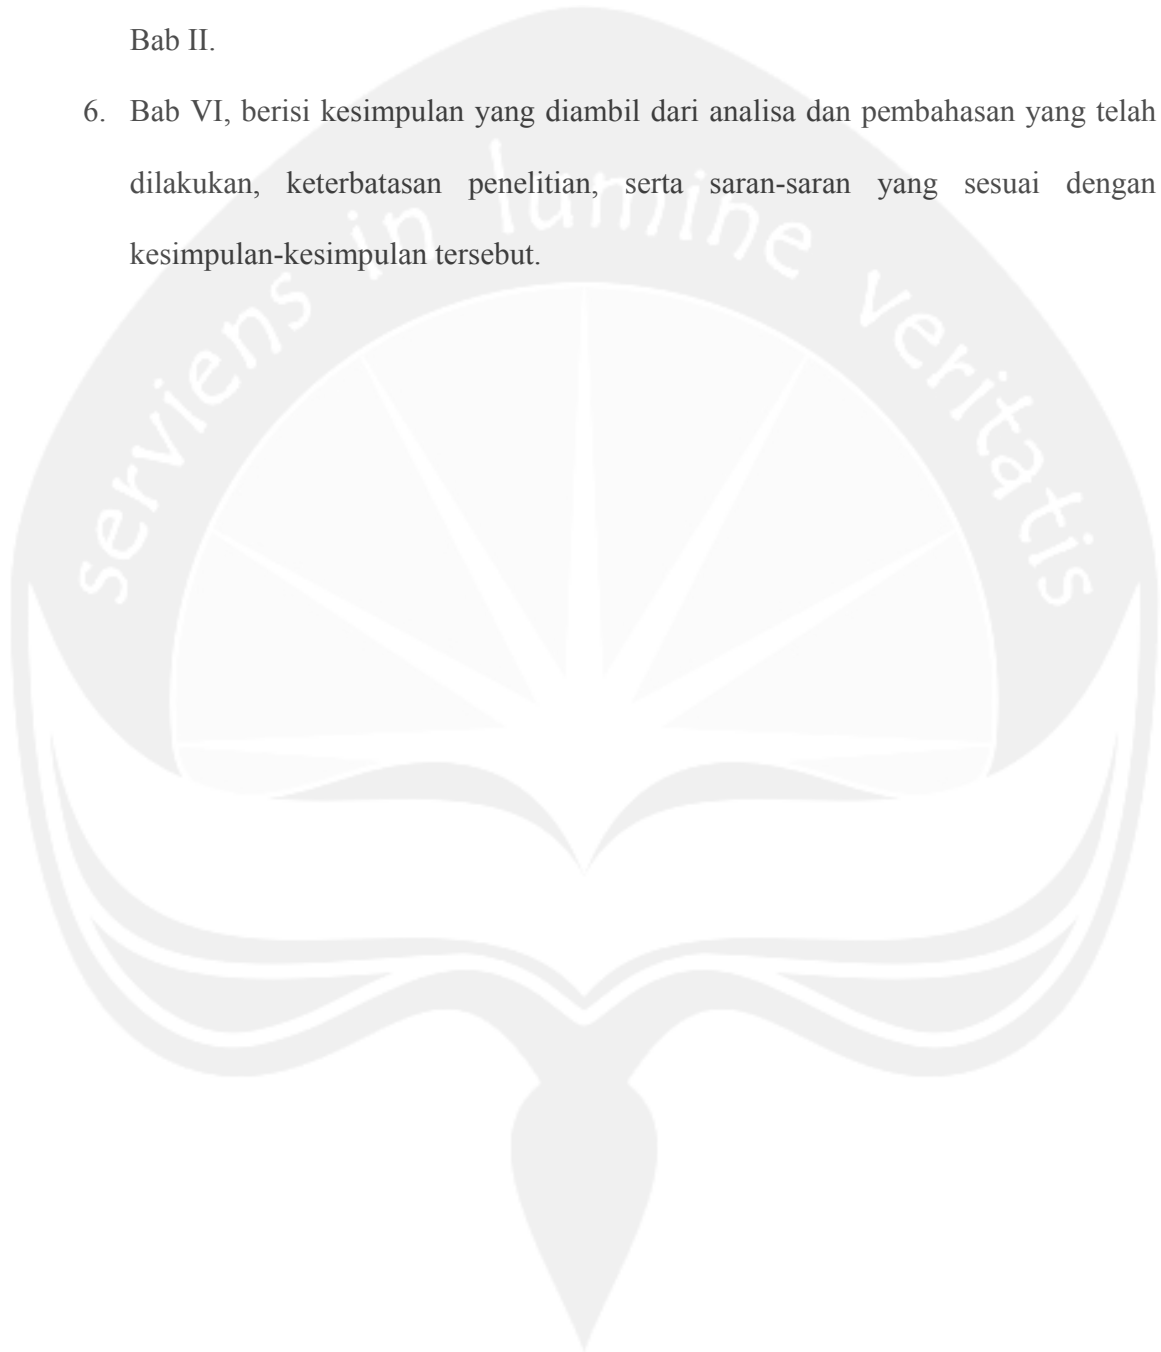 Bab II.
6. Bab VI, berisi kesimpulan yang diambil dari analisa dan pembahasan yang telah
dilakukan, keterbatasan penelitian, serta saran-saran yang sesuai dengan
kesimpulan-kesimpulan tersebut.
serviens in lumine veritatis